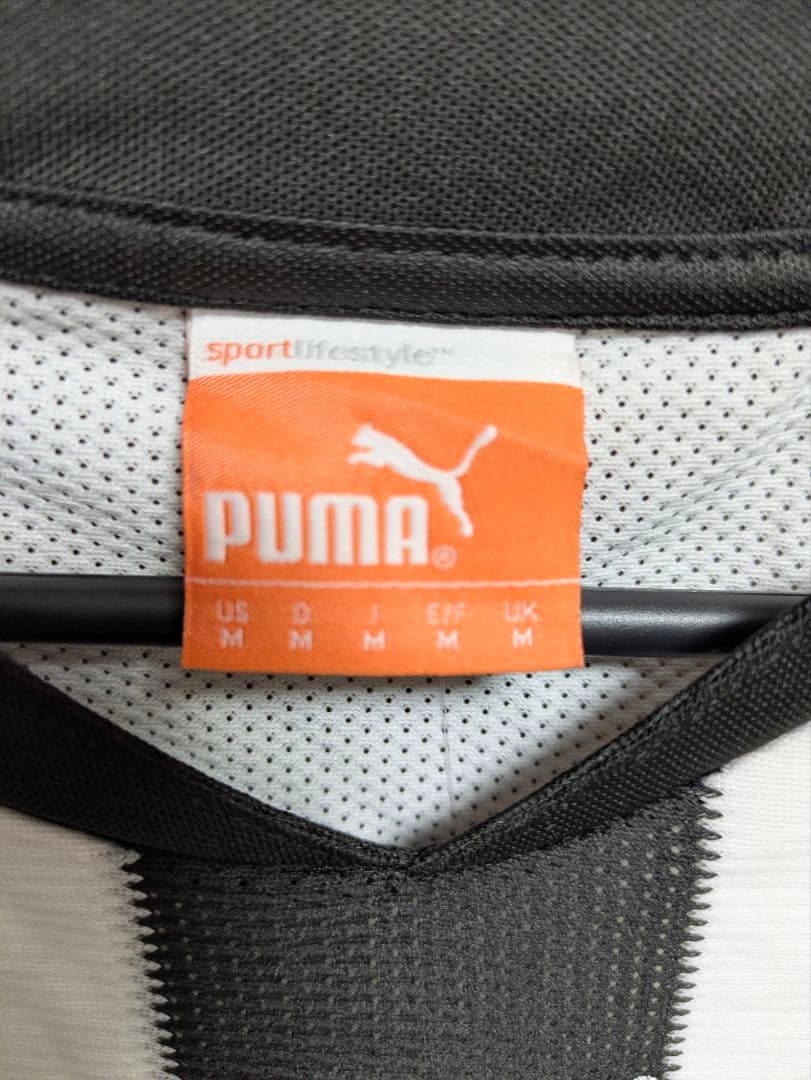 sportlifestyle™
PUMA®
US D I E/F UK
M M M M M